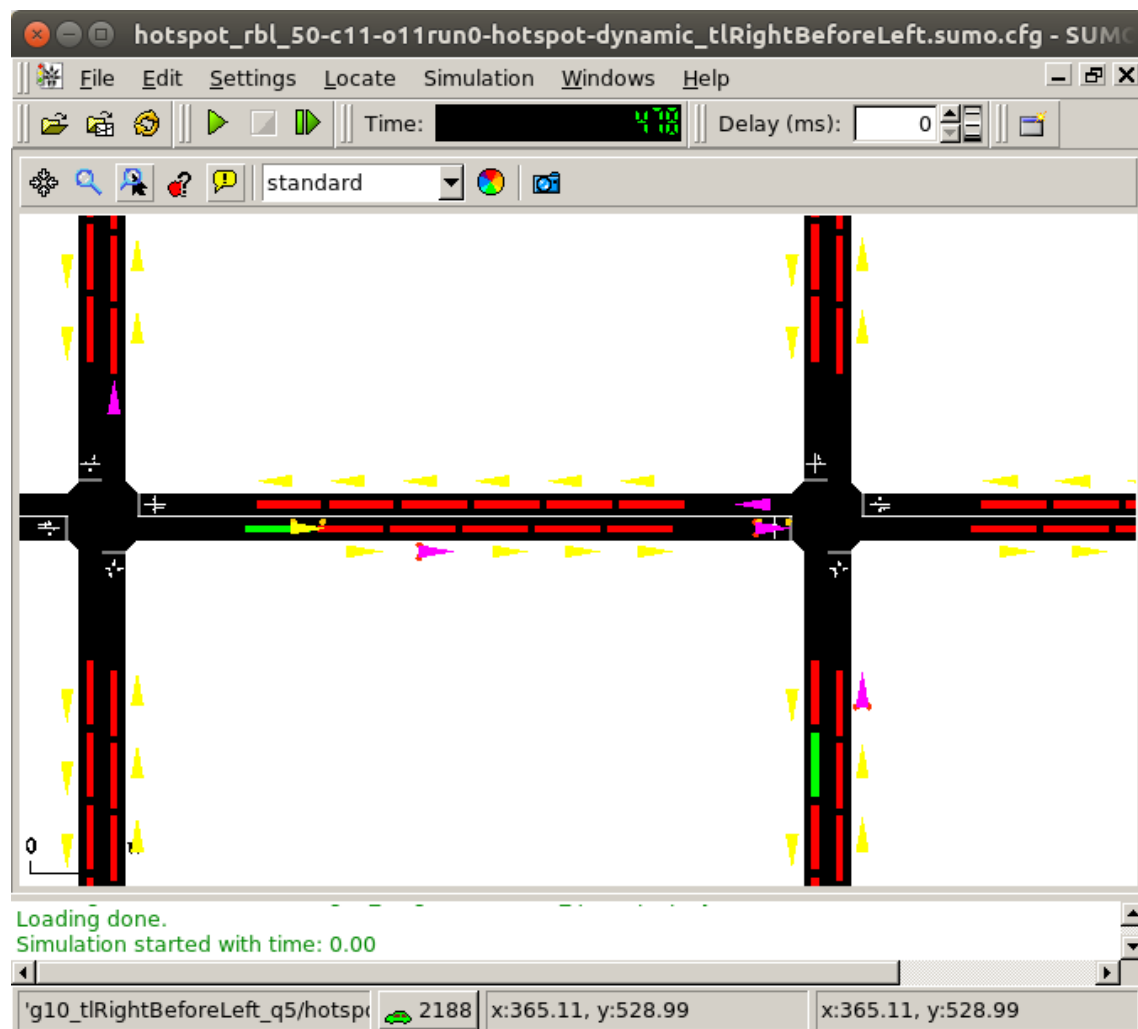 hotspot_rbl_50-c11-o11run0-hotspot-dynamic_tlRightBeforeLeft.sumo.cfg - SUMO
File Edit Settings Locate Simulation Windows Help
Time: 478 Delay (ms): 0
standard
0
Loading done.
Simulation started with time: 0.00
'g10_tlRightBeforeLeft_q5/hotspo 2188 x:365.11, y:528.99 x:365.11, y:528.99